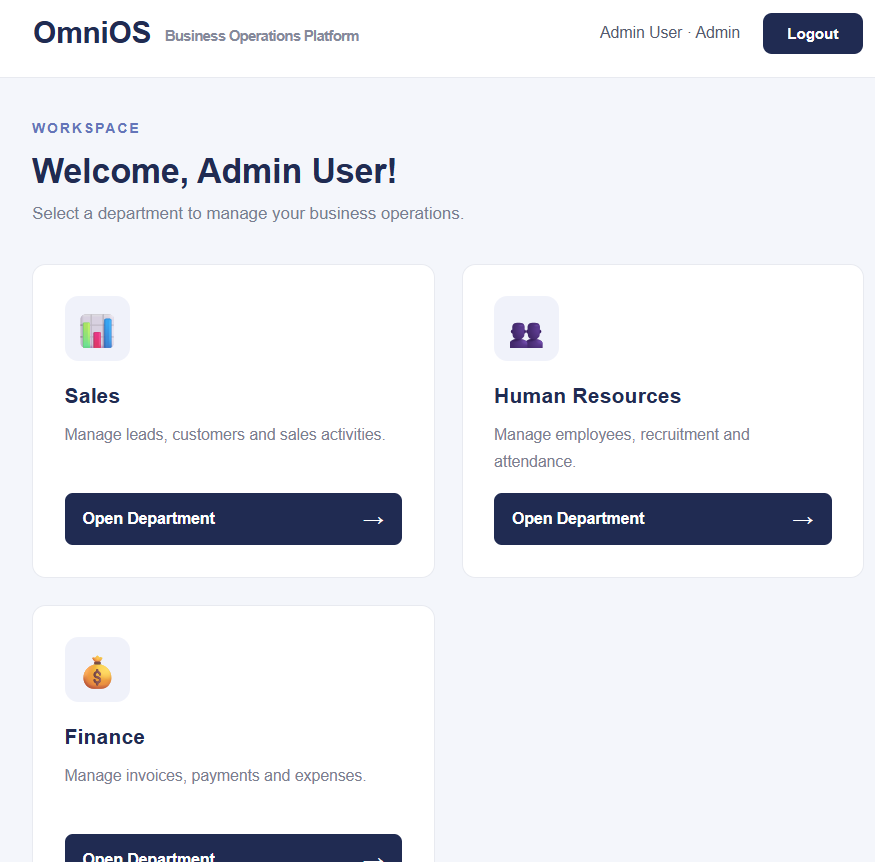 OmniOS Business Operations Platform
Admin User · Admin
Logout
WORKSPACE
Welcome, Admin User!
Select a department to manage your business operations.
Sales
Manage leads, customers and sales activities.
Open Department →
Human Resources
Manage employees, recruitment and
attendance.
Open Department →
Finance
Manage invoices, payments and expenses.
Open Department →